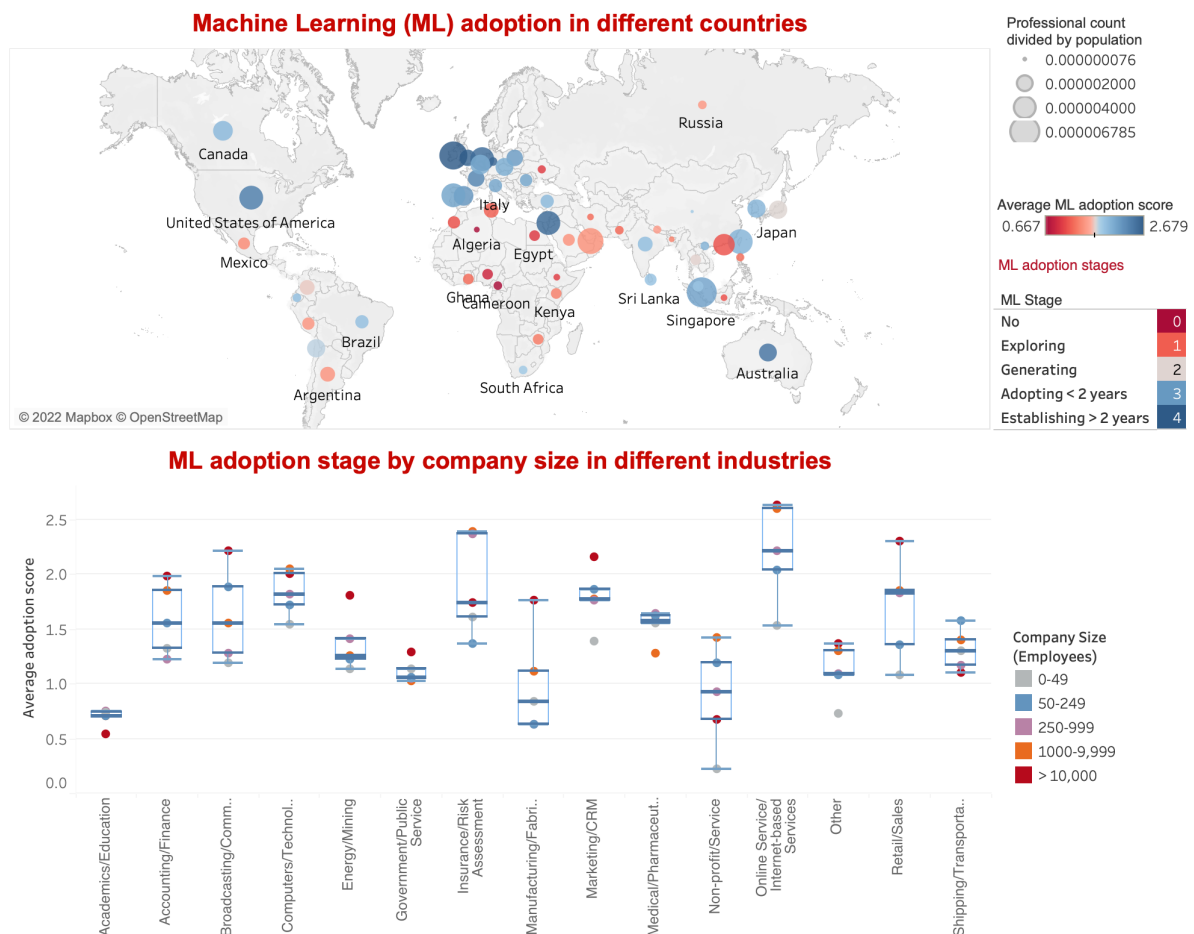 Machine Learning (ML) adoption in different countries
Professional count
divided by population
0.000000076
0.000002000
0.000004000
0.000006785
Russia
Canada
United States of America
Italy
Japan
Algeria
Egypt
Mexico
Ghana
Cameroon
Kenya
Sri Lanka
Singapore
Brazil
Australia
South Africa
Argentina
© 2022 Mapbox © OpenStreetMap
Average ML adoption score
0.667 2.679
ML adoption stages
ML Stage
No 0
Exploring 1
Generating 2
Adopting < 2 years 3
Establishing > 2 years 4
ML adoption stage by company size in different industries
Average adoption score
2.5
2.0
1.5
1.0
0.5
0.0
Academics/Education
Accounting/Finance
Broadcasting/Comm..
Computers/Technol..
Energy/Mining
Government/Public
Service
Insurance/Risk
Assessment
Manufacturing/Fabri..
Marketing/CRM
Medical/Pharmaceut..
Non-profit/Service
Online Service/
Internet-based
Services
Other
Retail/Sales
Shipping/Transporta..
Company Size
(Employees)
0-49
50-249
250-999
1000-9,999
> 10,000